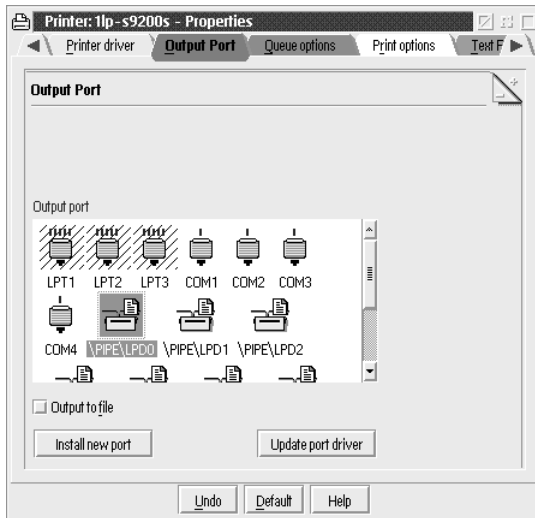 Printer: 1lp-s9200s - Properties
Printer driver Output Port Queue options Print options Text F
Output Port
Output port
LPT1 LPT2 LPT3 COM1 COM2 COM3
COM4 \PIPE\LPD0 \PIPE\LPD1 \PIPE\LPD2
Output to file
Install new port Update port driver
Undo Default Help